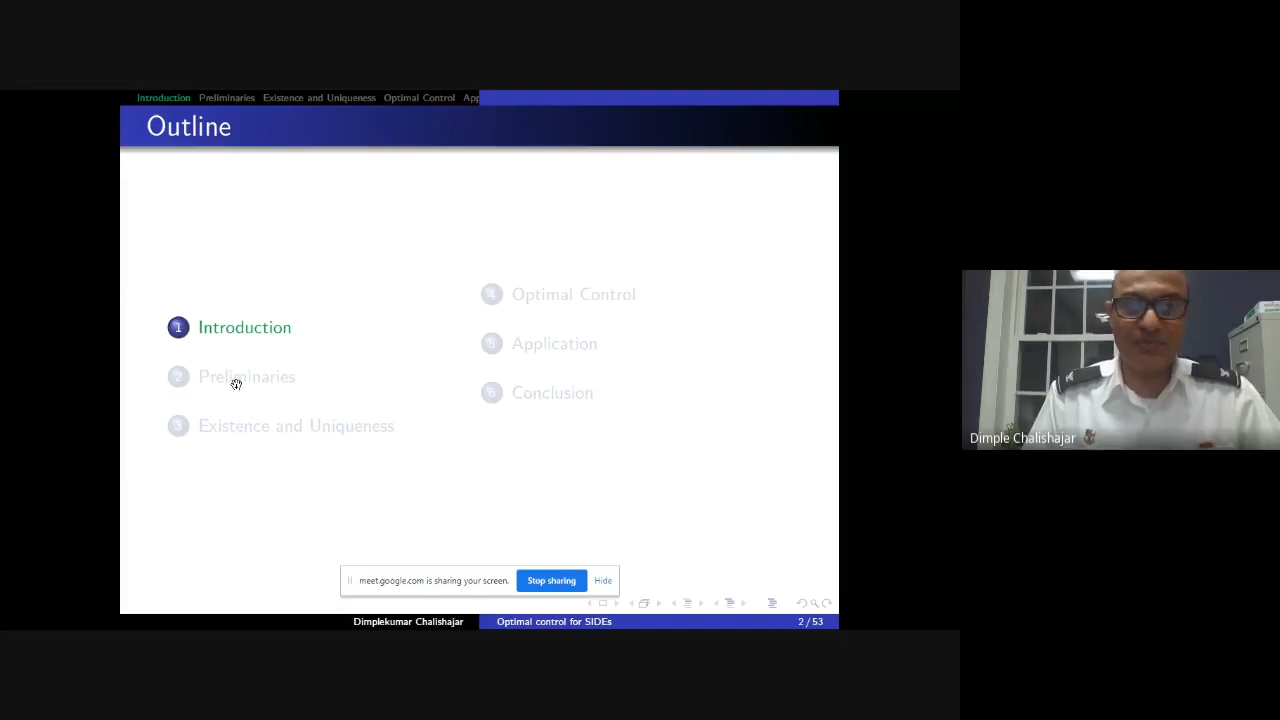 Introduction Preliminaries Existence and Uniqueness Optimal Control App
Outline
1 Introduction
2 Preliminaries
3 Existence and Uniqueness
4 Optimal Control
5 Application
6 Conclusion
meet.google.com is sharing your screen. Stop sharing Hide
Dimplekumar Chalishajar Optimal control for SIDEs 2 / 53
Dimple Chalishajar